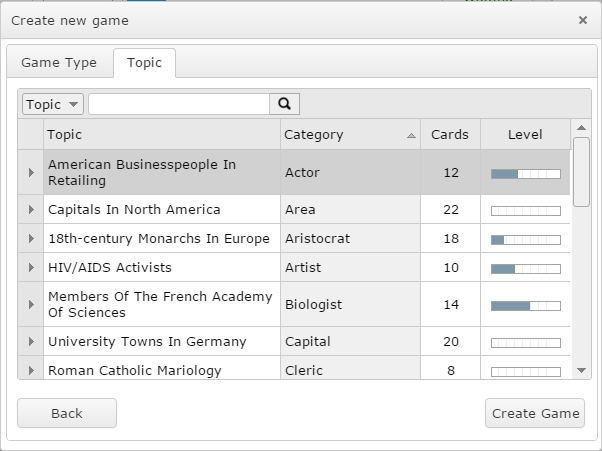 Create new game
Game Type Topic
Topic
Topic Category Cards Level
American Businesspeople In
Retailing Actor 12
Capitals In North America Area 22
18th-century Monarchs In Europe Aristocrat 18
HIV/AIDS Activists Artist 10
Members Of The French Academy
Of Sciences Biologist 14
University Towns In Germany Capital 20
Roman Catholic Mariology Cleric 8
Back Create Game